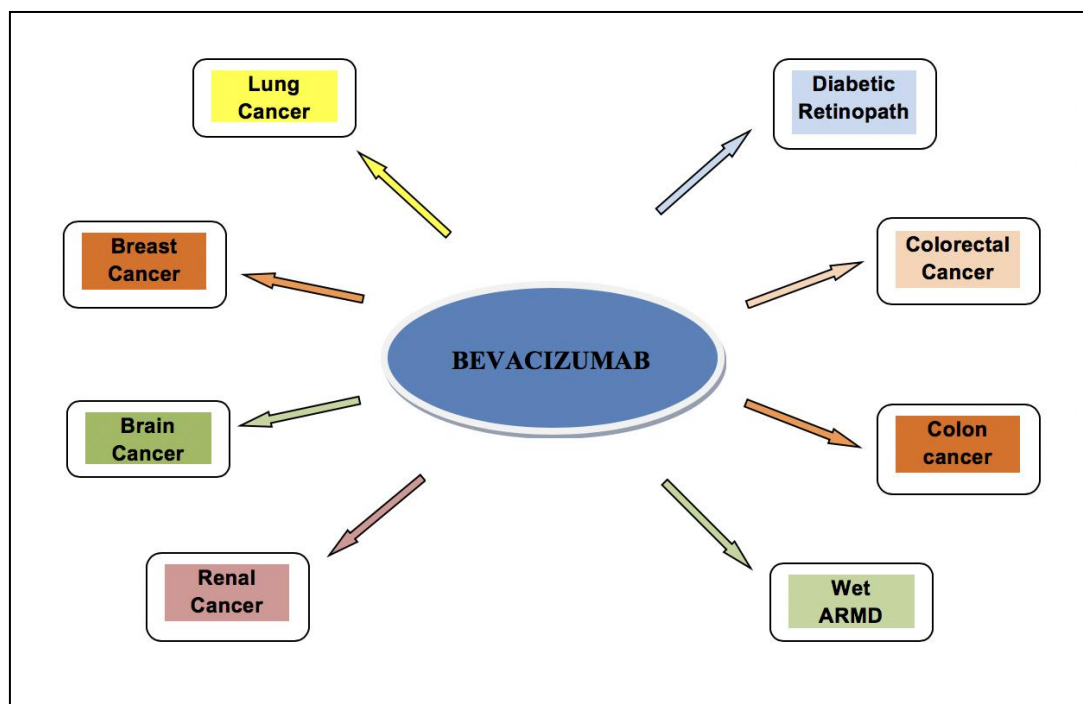 Lung
Cancer
Diabetic
Retinopath
Breast
Cancer
Colorectal
Cancer
BEVACIZUMAB
Brain
Cancer
Colon
cancer
Renal
Cancer
Wet
ARMD